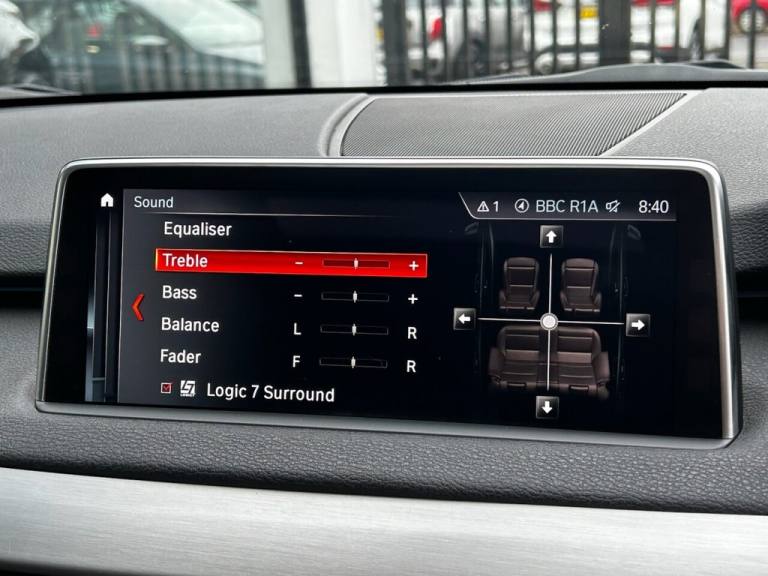 Sound
1 BBC R1A 8:40
Equaliser
Treble - +
Bass - +
Balance L R
Fader F R
Logic 7 Surround